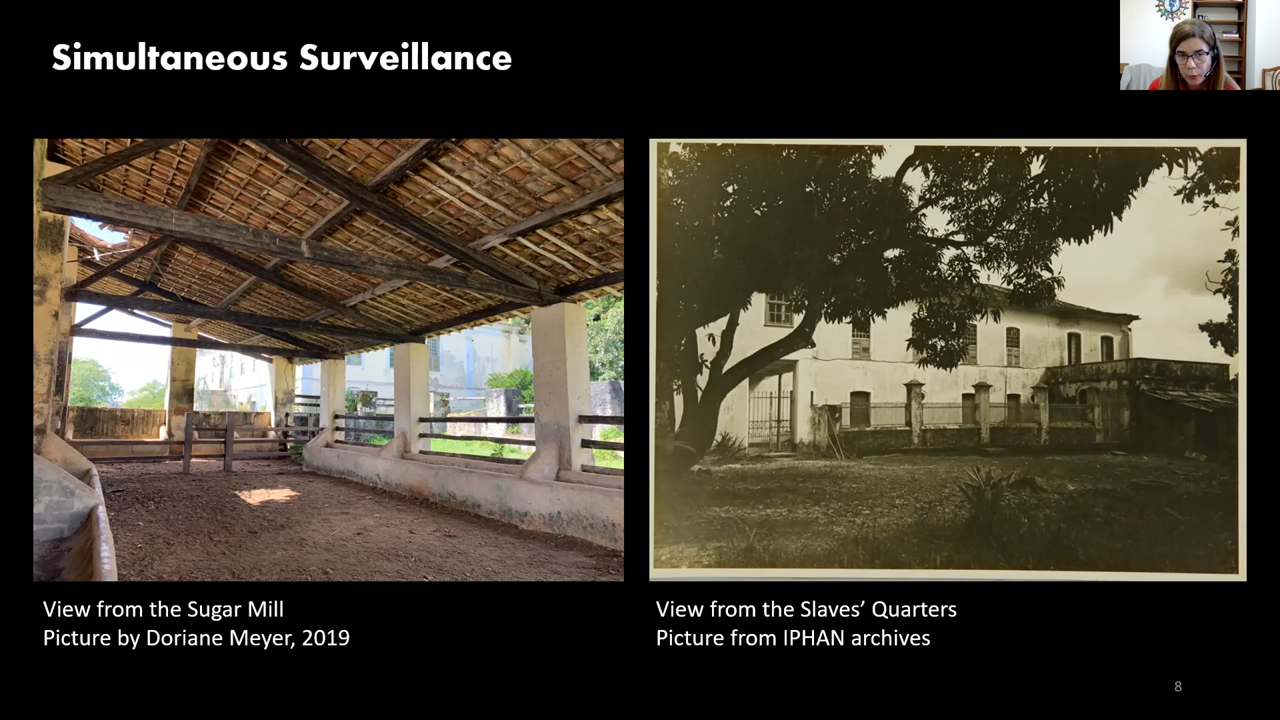 Simultaneous Surveillance
View from the Sugar Mill
Picture by Doriane Meyer, 2019
View from the Slaves’ Quarters
Picture from IPHAN archives
8